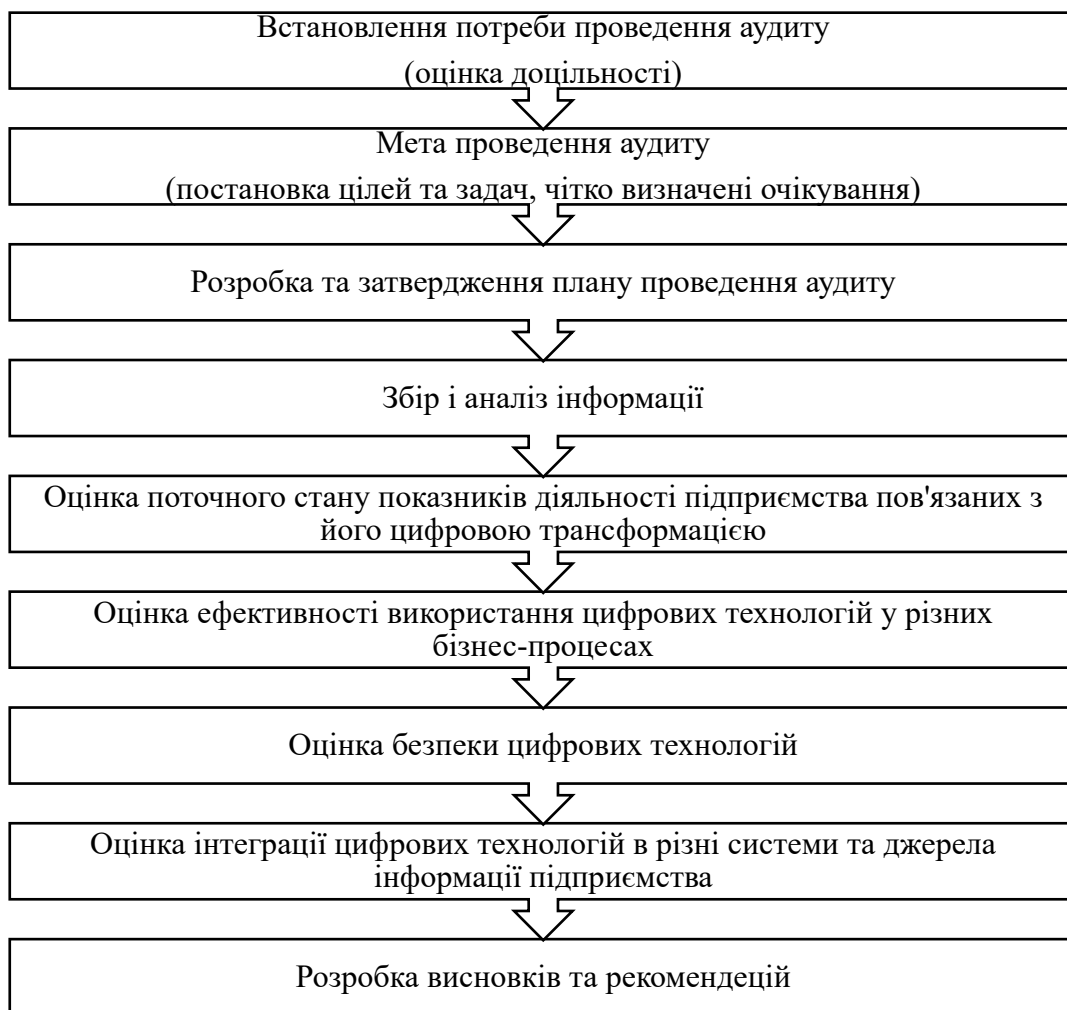 Встановлення потреби проведення аудиту
(оцінка доцільності)
Мета проведення аудиту
(постановка цілей та задач, чітко визначені очікування)
Розробка та затвердження плану проведення аудиту
Збір і аналіз інформації
Оцінка поточного стану показників діяльності підприємства пов'язаних з
його цифровою трансформацією
Оцінка ефективності використання цифрових технологій у різних
бізнес-процесах
Оцінка безпеки цифрових технологій
Оцінка інтеграції цифрових технологій в різні системи та джерела
інформації підприємства
Розробка висновків та рекомендецій